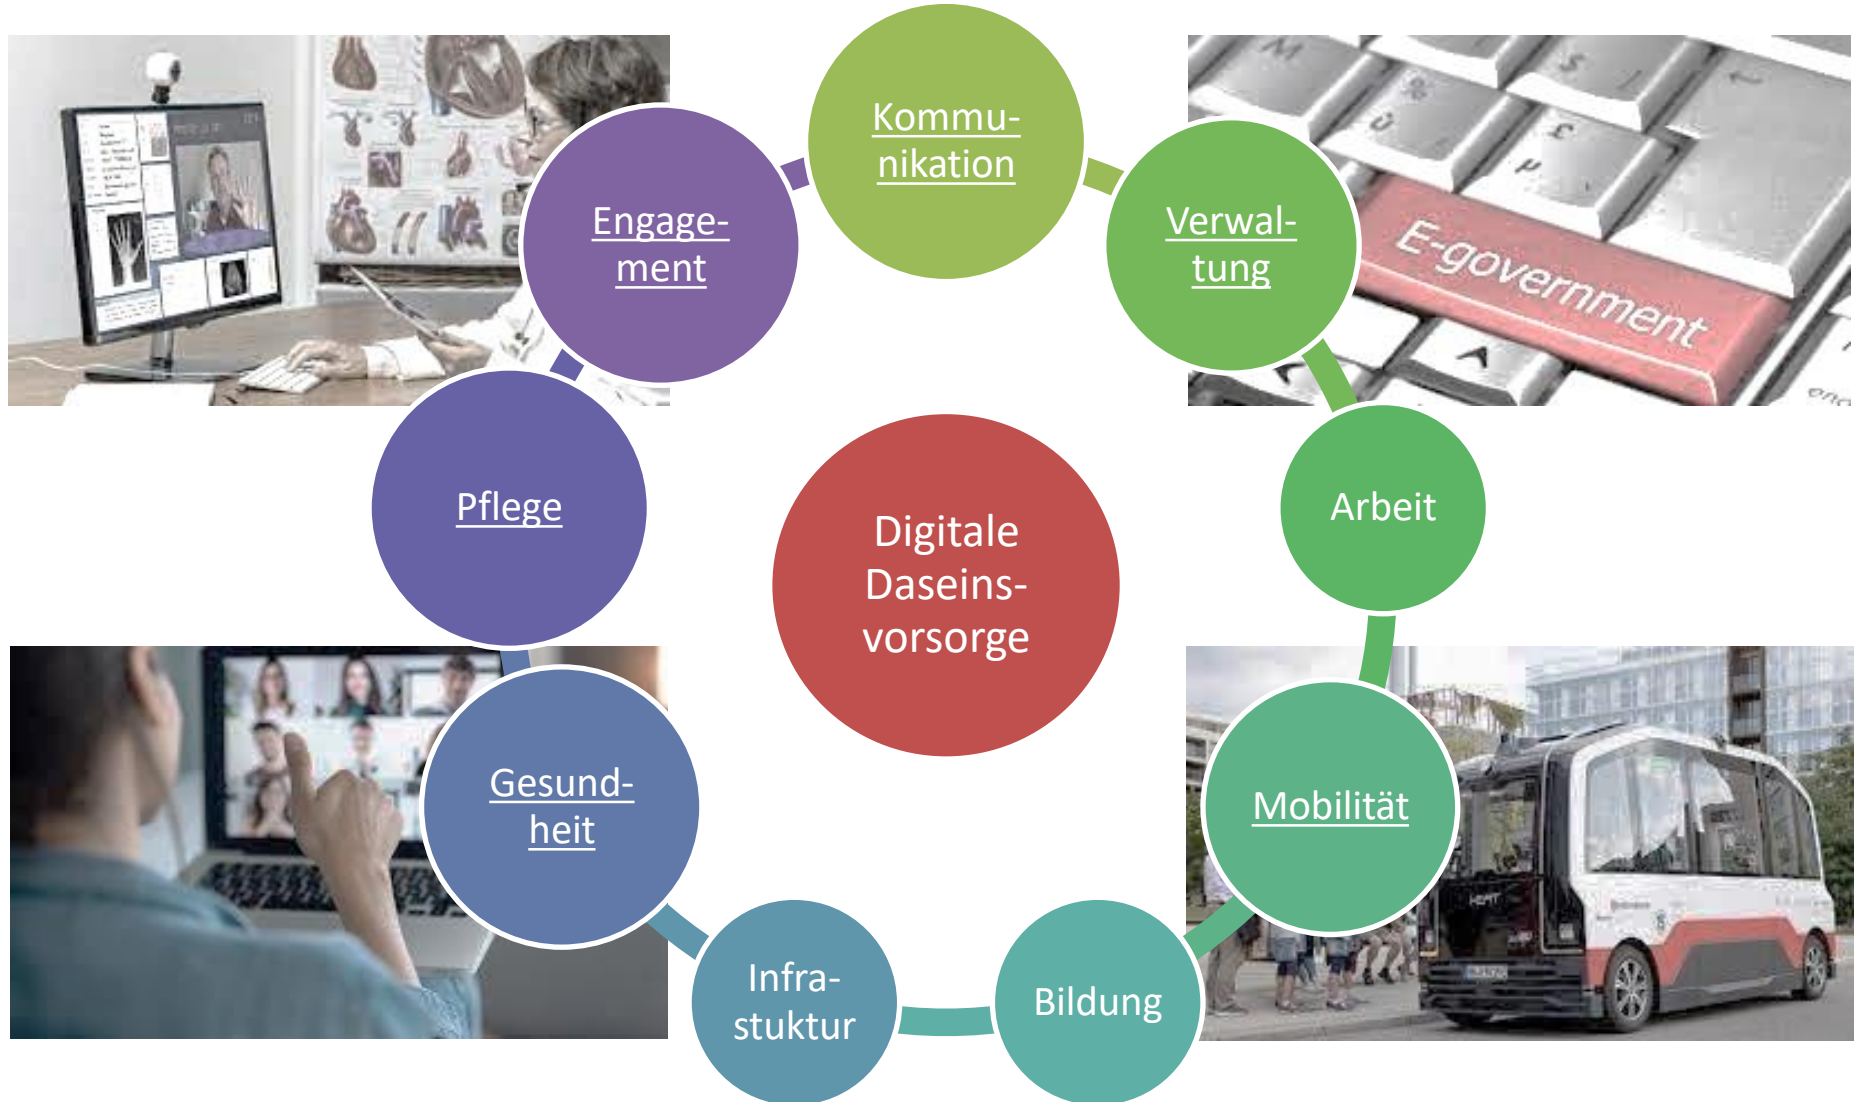 Kommu-
nikation
Engage-
ment
Verwal-
tung
E-government
Pflege
Arbeit
Digitale
Daseins-
vorsorge
Gesund-
heit
Mobilität
Infra-
stuktur
Bildung